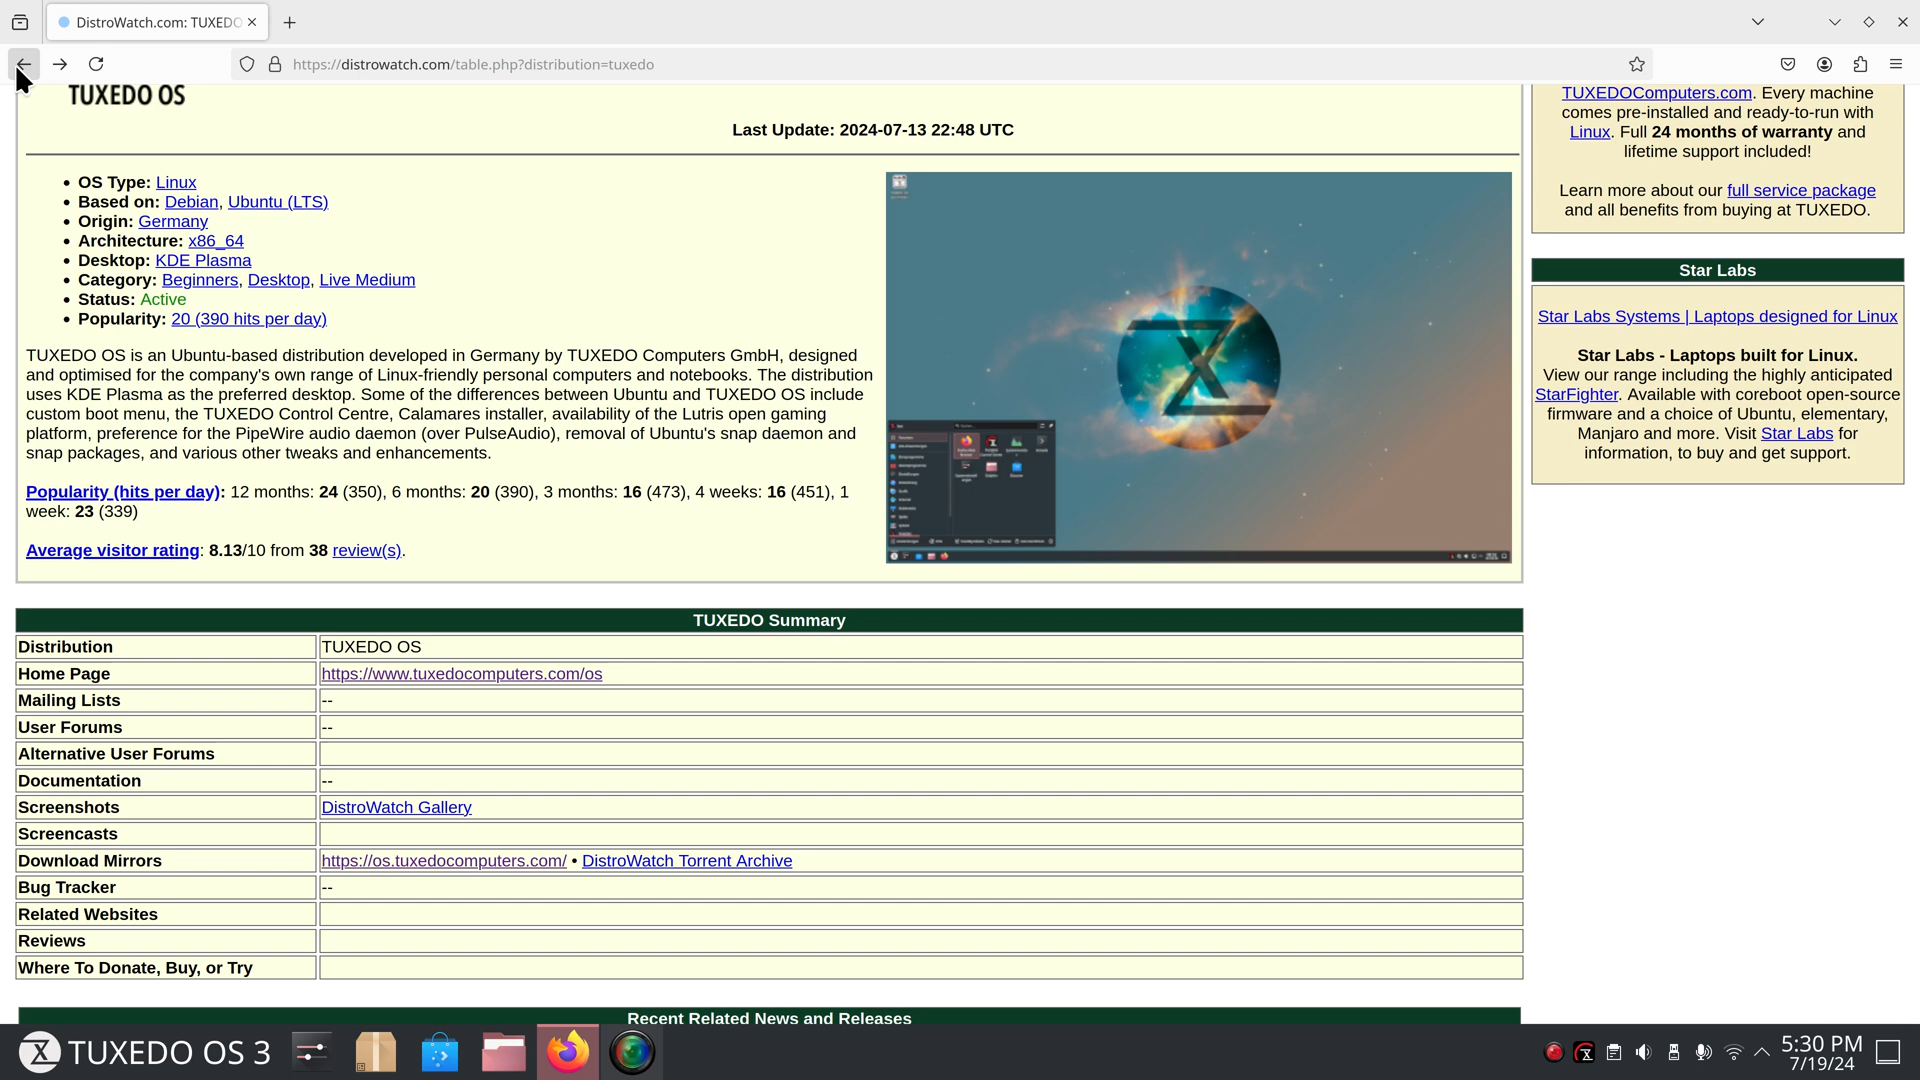 DistroWatch.com: TUXEDO
https://distrowatch.com/table.php?distribution=tuxedo
TUXEDO OS
Last Update: 2024-07-13 22:48 UTC
• OS Type: Linux
• Based on: Debian, Ubuntu (LTS)
• Origin: Germany
• Architecture: x86_64
• Desktop: KDE Plasma
• Category: Beginners, Desktop, Live Medium
• Status: Active
• Popularity: 20 (390 hits per day)
TUXEDO OS is an Ubuntu-based distribution developed in Germany by TUXEDO Computers GmbH, designed
and optimised for the company's own range of Linux-friendly personal computers and notebooks. The distribution
uses KDE Plasma as the preferred desktop. Some of the differences between Ubuntu and TUXEDO OS include
custom boot menu, the TUXEDO Control Centre, Calamares installer, availability of the Lutris open gaming
platform, preference for the PipeWire audio daemon (over PulseAudio), removal of Ubuntu's snap daemon and
snap packages, and various other tweaks and enhancements.
Popularity (hits per day): 12 months: 24 (350), 6 months: 20 (390), 3 months: 16 (473), 4 weeks: 16 (451), 1
week: 23 (339)
Average visitor rating: 8.13/10 from 38 review(s).
TUXEDO Summary
Distribution TUXEDO OS
Home Page https://www.tuxedocomputers.com/os
Mailing Lists --
User Forums --
Alternative User Forums
Documentation --
Screenshots DistroWatch Gallery
Screencasts
Download Mirrors https://os.tuxedocomputers.com/ • DistroWatch Torrent Archive
Bug Tracker --
Related Websites
Reviews
Where To Donate, Buy, or Try
Recent Related News and Releases
TUXEDOComputers.com. Every machine
comes pre-installed and ready-to-run with
Linux. Full 24 months of warranty and
lifetime support included!
Learn more about our full service package
and all benefits from buying at TUXEDO.
Star Labs
Star Labs Systems | Laptops designed for Linux
Star Labs - Laptops built for Linux.
View our range including the highly anticipated
StarFighter. Available with coreboot open-source
firmware and a choice of Ubuntu, elementary,
Manjaro and more. Visit Star Labs for
information, to buy and get support.
TUXEDO OS 3
5:30 PM
7/19/24